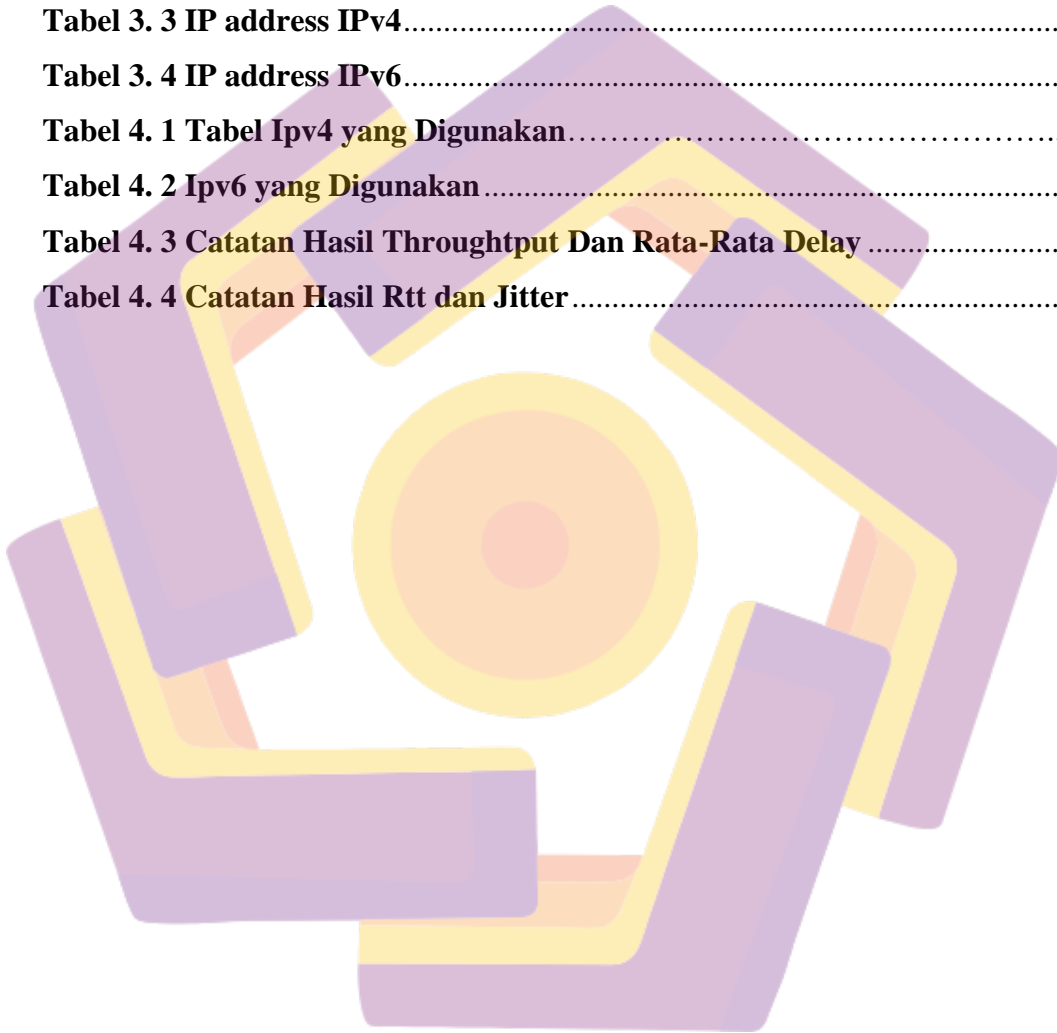 Tabel 3. 3 IP address IPv4........................................................................................
Tabel 3. 4 IP address IPv6........................................................................................
Tabel 4. 1 Tabel Ipv4 yang Digunakan……………………………………………
Tabel 4. 2 Ipv6 yang Digunakan..............................................................................
Tabel 4. 3 Catatan Hasil Throughtput Dan Rata-Rata Delay .........................
Tabel 4. 4 Catatan Hasil Rtt dan Jitter..................................................................